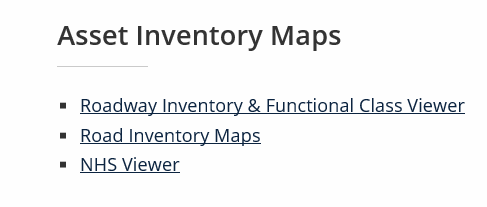 Asset Inventory Maps
Roadway Inventory & Functional Class Viewer
Road Inventory Maps
NHS Viewer